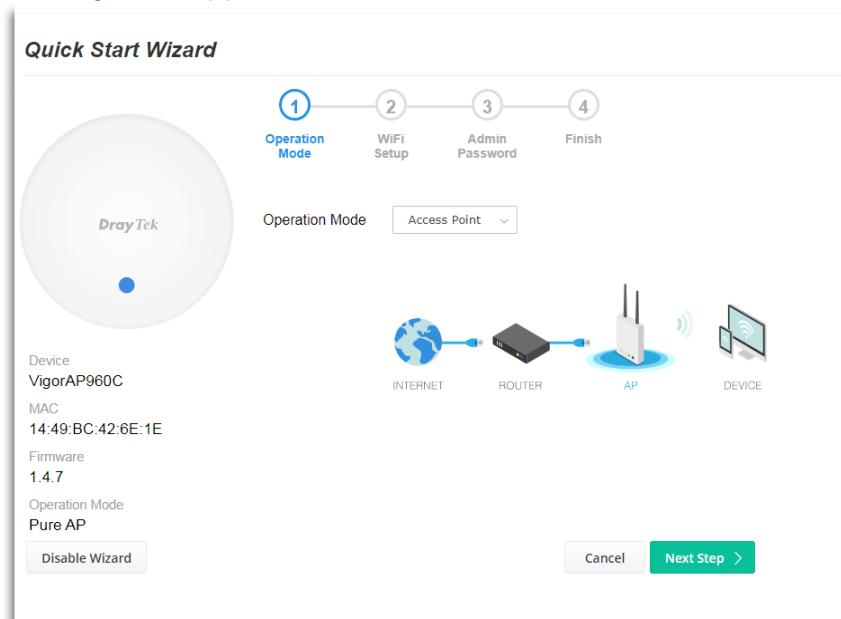 Quick Start Wizard
1 2 3 4
Operation Mode
WiFi Setup
Admin Password
Finish
DrayTek
Operation Mode Access Point
INTERNET ROUTER AP DEVICE
Device
VigorAP960C
MAC
14:49:BC:42:6E:1E
Firmware
1.4.7
Operation Mode
Pure AP
Disable Wizard Cancel Next Step